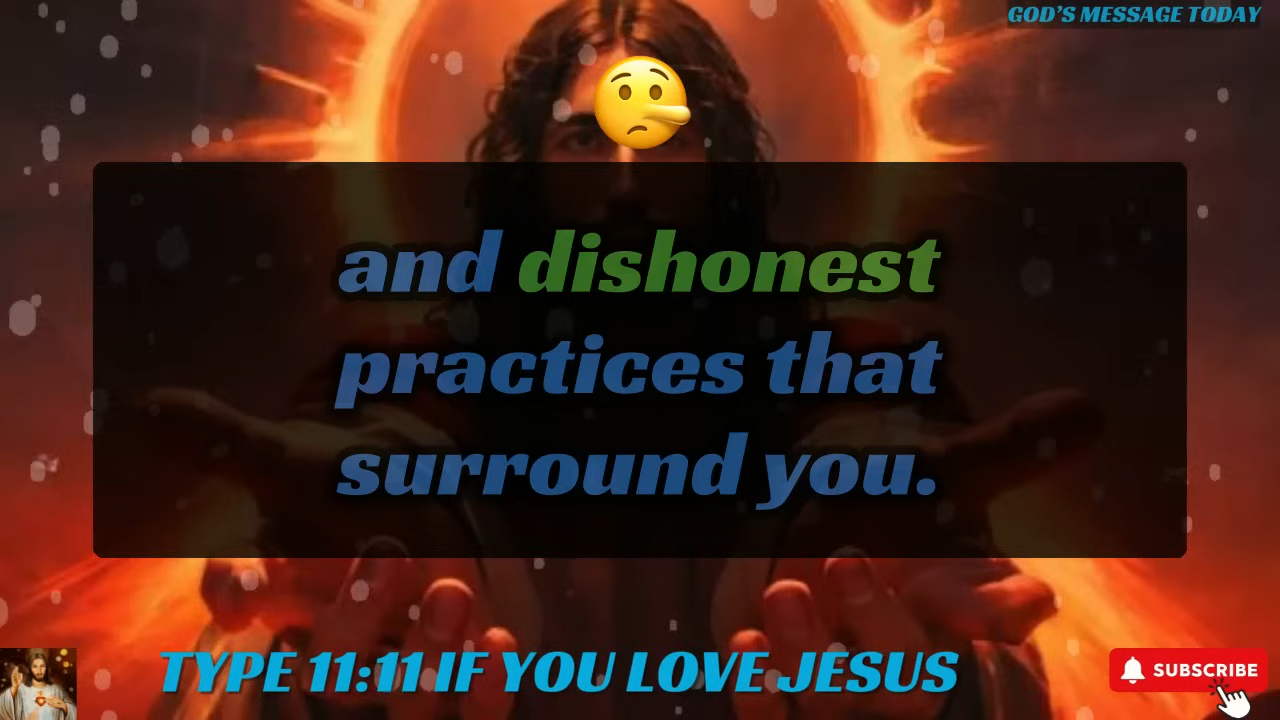 GOD'S MESSAGE TODAY
and dishonest
practices that
surround you.
TYPE 11:11 IF YOU LOVE JESUS
SUBSCRIBE